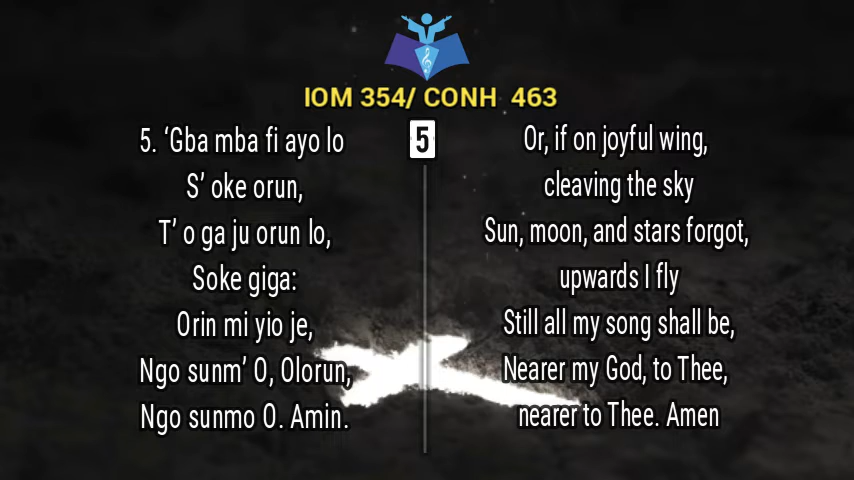 IOM 354/ CONH 463
5. ‘Gba mba fi ayo lo
S’ oke orun,
T’ o ga ju orun lo,
Soke giga:
Orin mi yio je,
Ngo sunm’ O, Olorun,
Ngo sunmo O. Amin.
5
Or, if on joyful wing,
cleaving the sky
Sun, moon, and stars forgot,
upwards I fly
Still all my song shall be,
Nearer my God, to Thee,
nearer to Thee. Amen